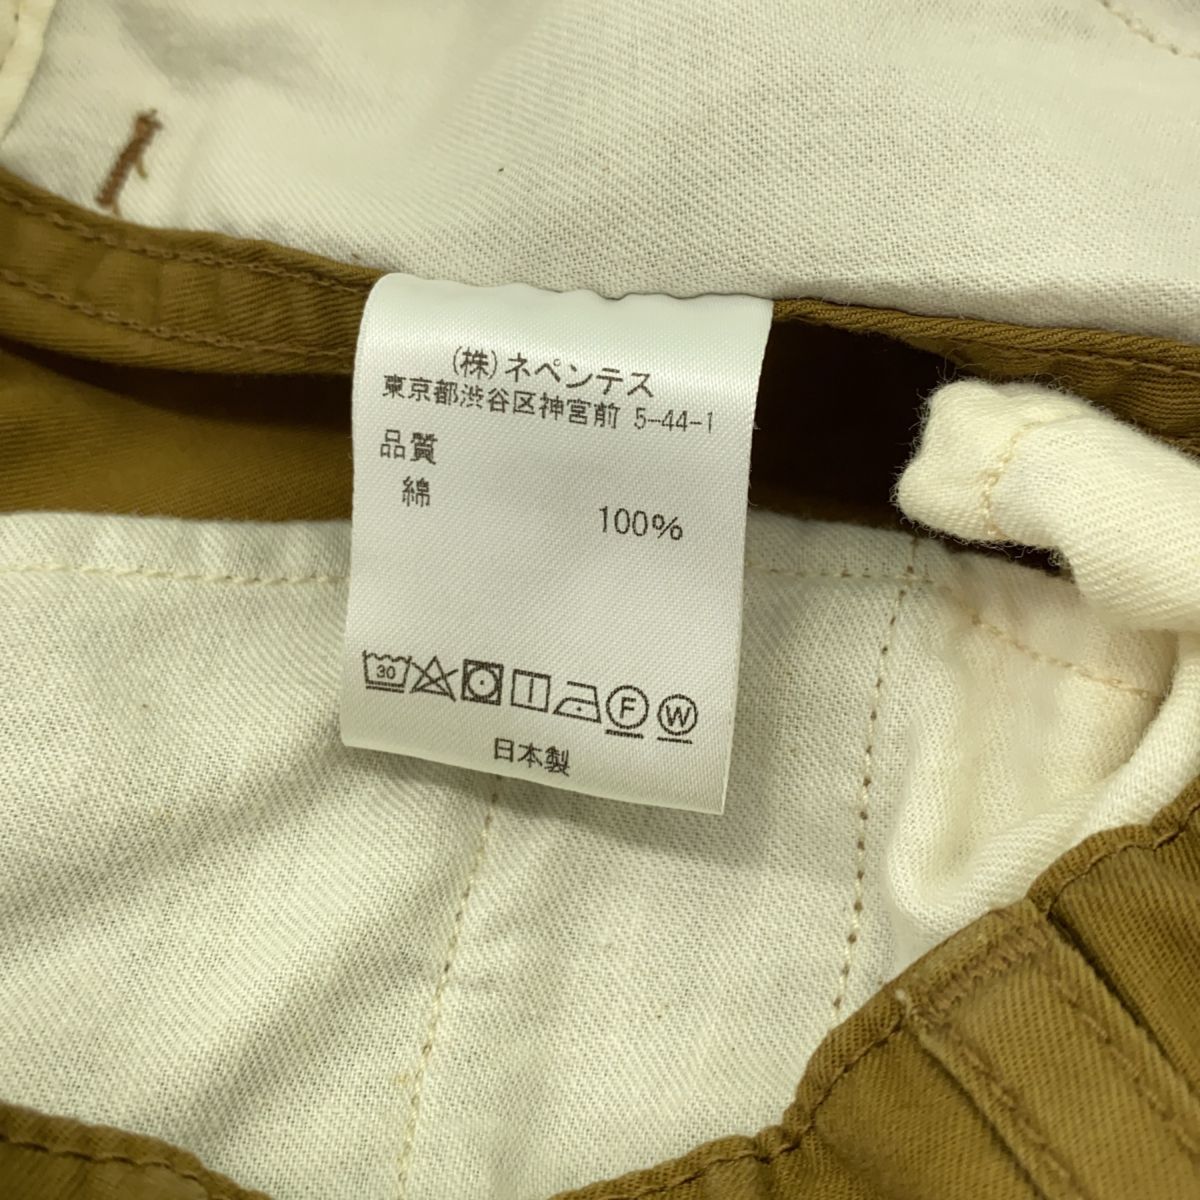 (株)ネペンテス
東京都渋谷区神宮前 5-44-1
品質
綿 100%
30 F W
日本製